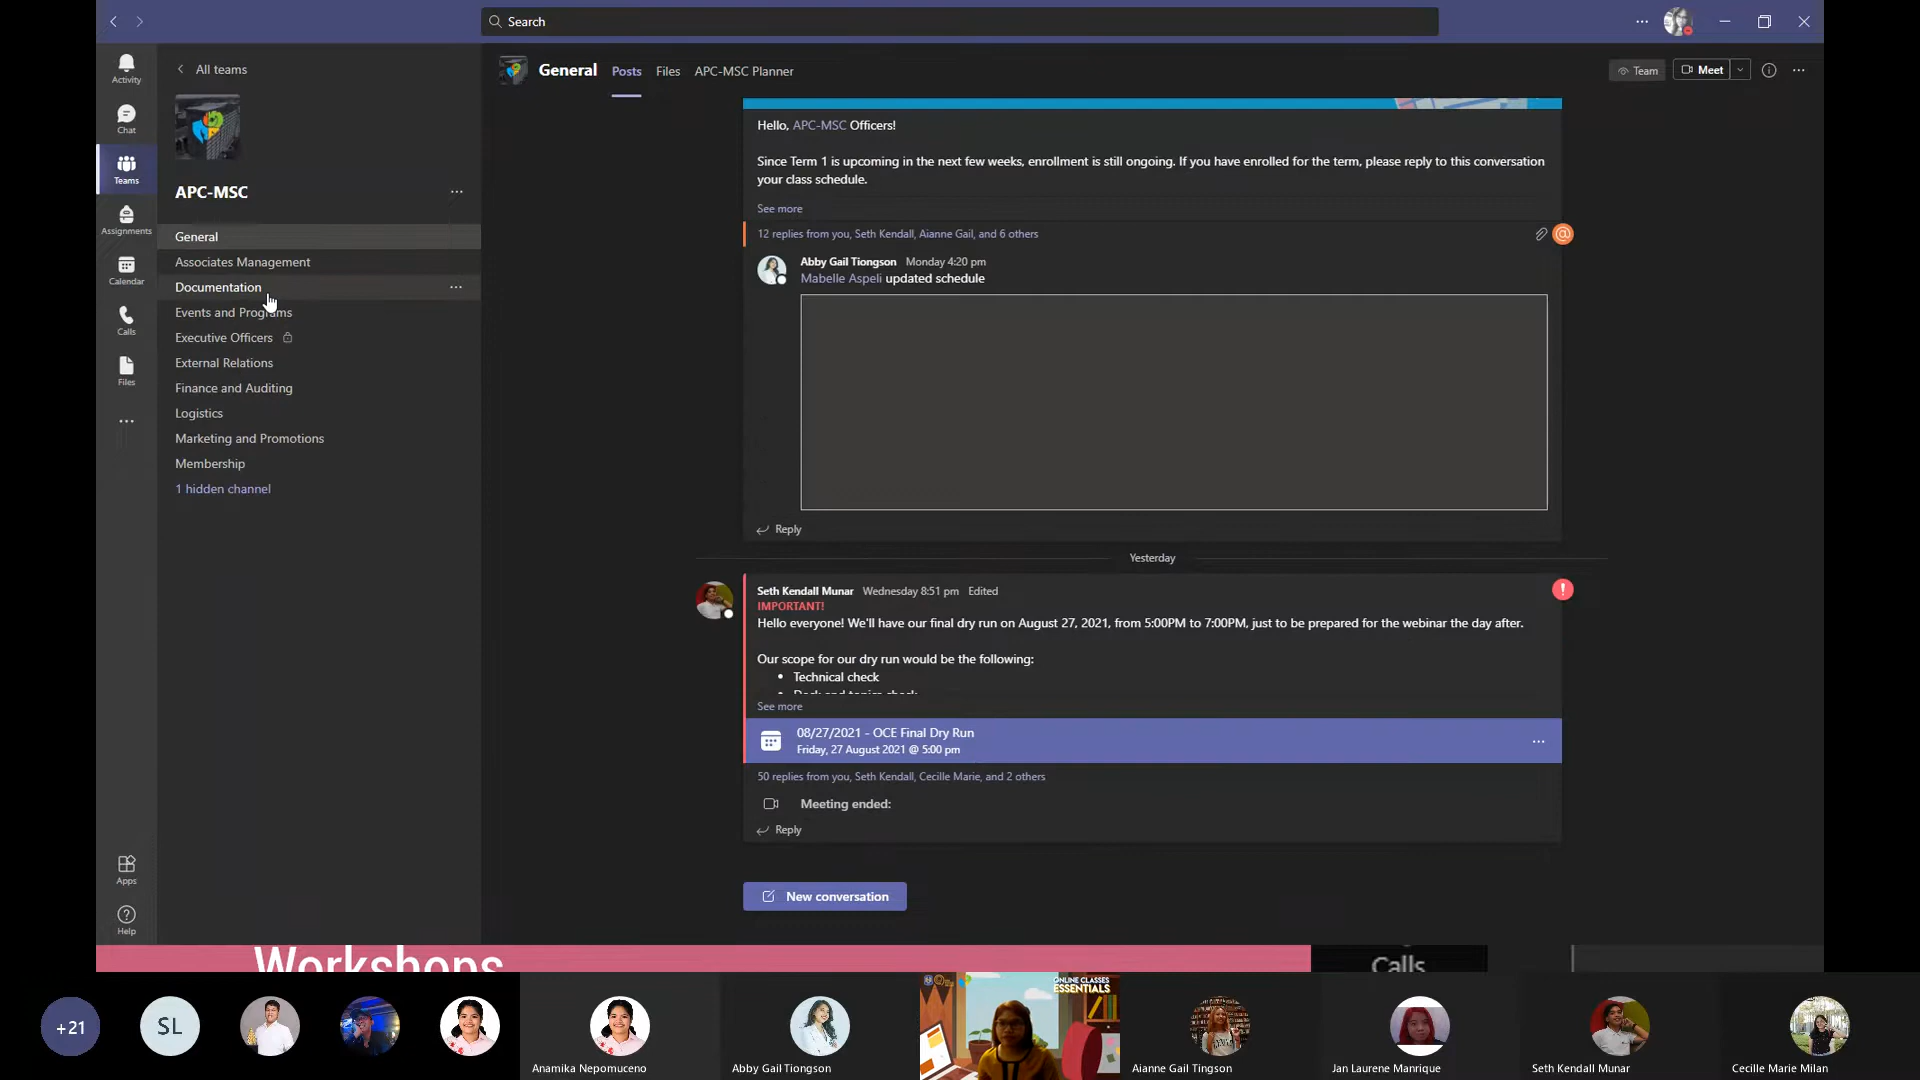 Search
Activity
Chat
Teams
Assignments
Calendar
Calls
Files
Apps
Help
All teams
APC-MSC
General
Associates Management
Documentation
Events and Programs
Executive Officers
External Relations
Finance and Auditing
Logistics
Marketing and Promotions
Membership
1 hidden channel
General Posts Files APC-MSC Planner
Team Meet
Hello, APC-MSC Officers!
Since Term 1 is upcoming in the next few weeks, enrollment is still ongoing. If you have enrolled for the term, please reply to this conversation
your class schedule.
See more
12 replies from you, Seth Kendall, Aianne Gail, and 6 others
Abby Gail Tiongson Monday 4:20 pm
Mabelle Aspeli updated schedule
Reply
Yesterday
Seth Kendall Munar Wednesday 8:51 pm Edited
IMPORTANT!
Hello everyone! We'll have our final dry run on August 27, 2021, from 5:00PM to 7:00PM, just to be prepared for the webinar the day after.
Our scope for our dry run would be the following:
• Technical check
• Deck and topics check
See more
08/27/2021 - OCE Final Dry Run
Friday, 27 August 2021 @ 5:00 pm
50 replies from you, Seth Kendall, Cecille Marie, and 2 others
Meeting ended:
Reply
New conversation
Workshops
Calls
+21
SL
ONLINE CLASSES
ESSENTIALS
Anamika Nepomuceno
Abby Gail Tiongson
Aianne Gail Tingson
Jan Laurene Manrique
Seth Kendall Munar
Cecille Marie Milan